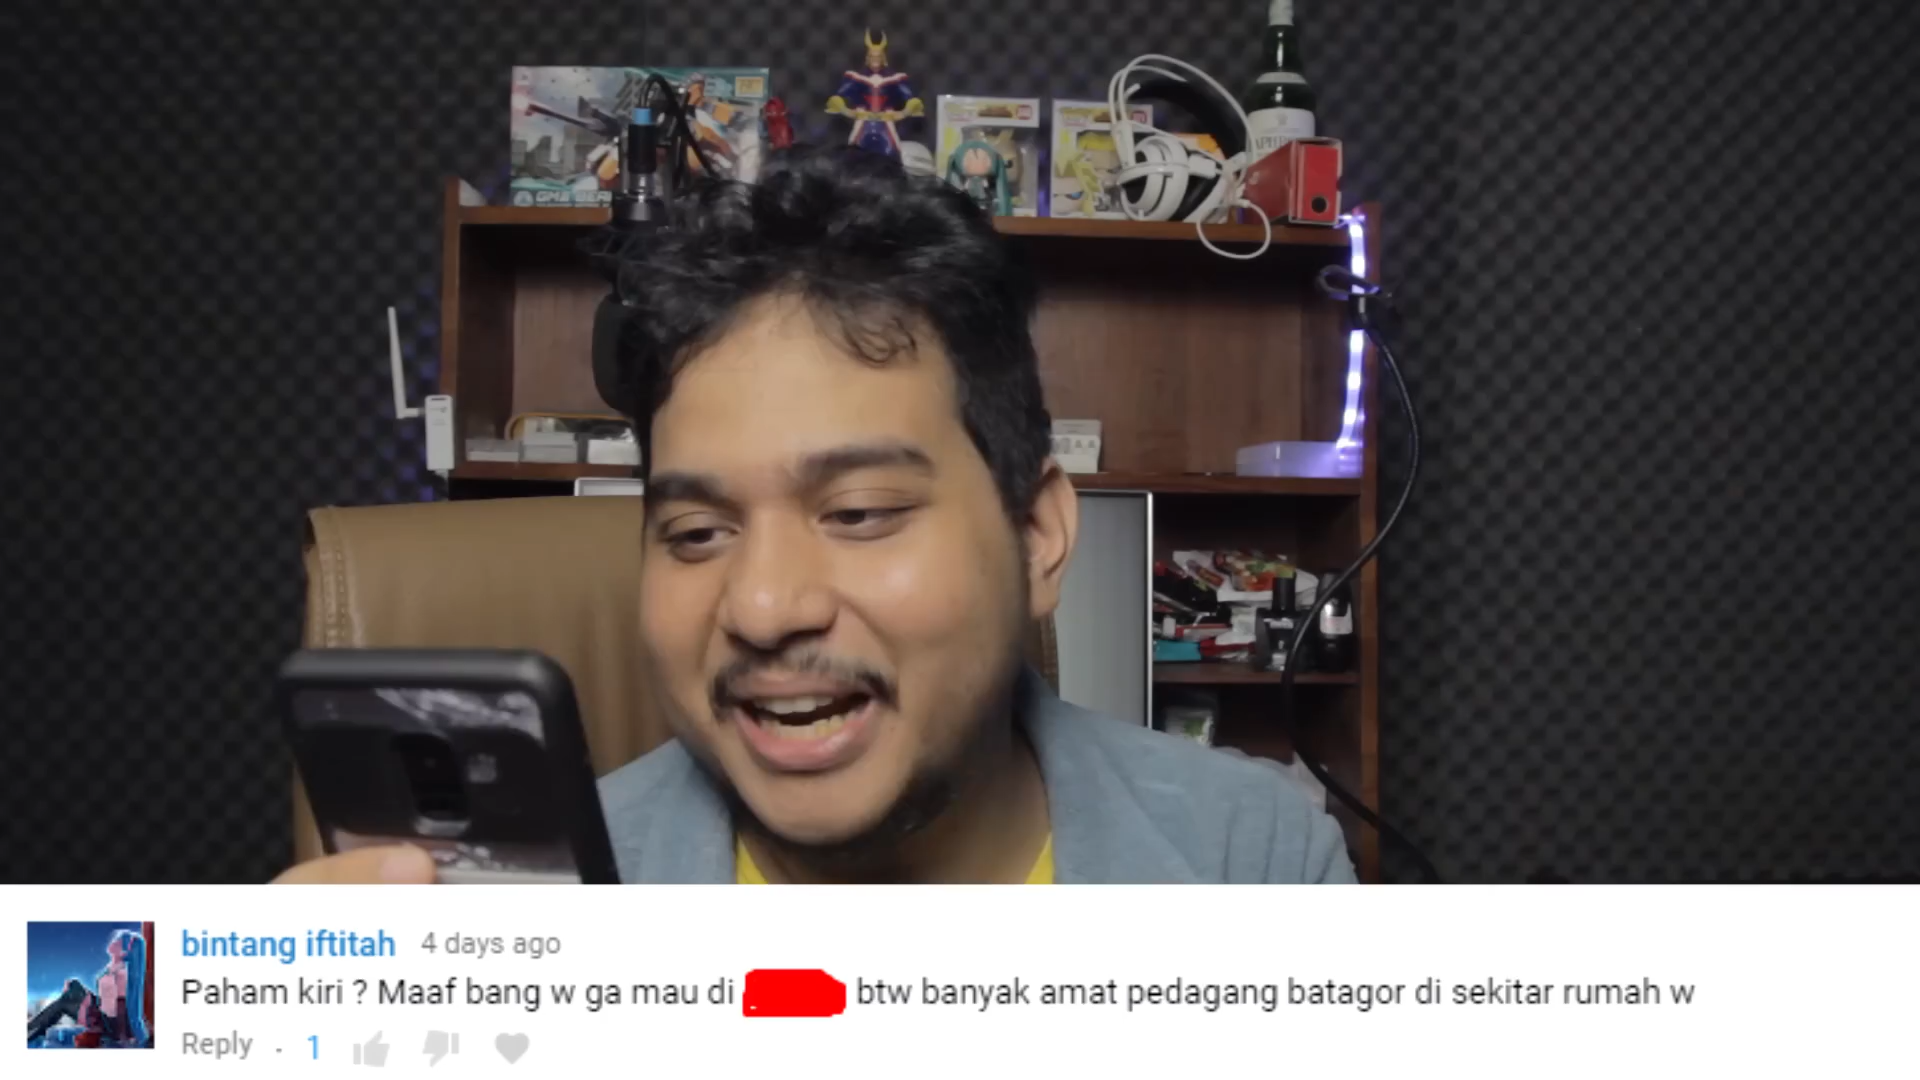 bintang iftitah 4 days ago
Paham kiri ? Maaf bang w ga mau di btw banyak amat pedagang batagor di sekitar rumah w
Reply . 1